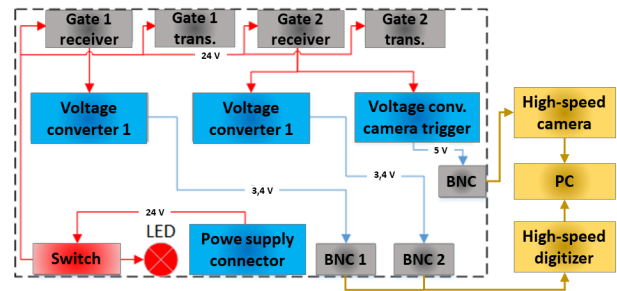 Gate 1
receiver
Gate 1
trans.
Gate 2
receiver
Gate 2
trans.
24 V
Voltage
converter 1
Voltage
converter 1
Voltage conv.
camera trigger
High-speed
camera
5 V
3,4 V
3,4 V
BNC
PC
24 V
LED
Switch
Powe supply
connector
BNC 1
BNC 2
High-speed
digitizer